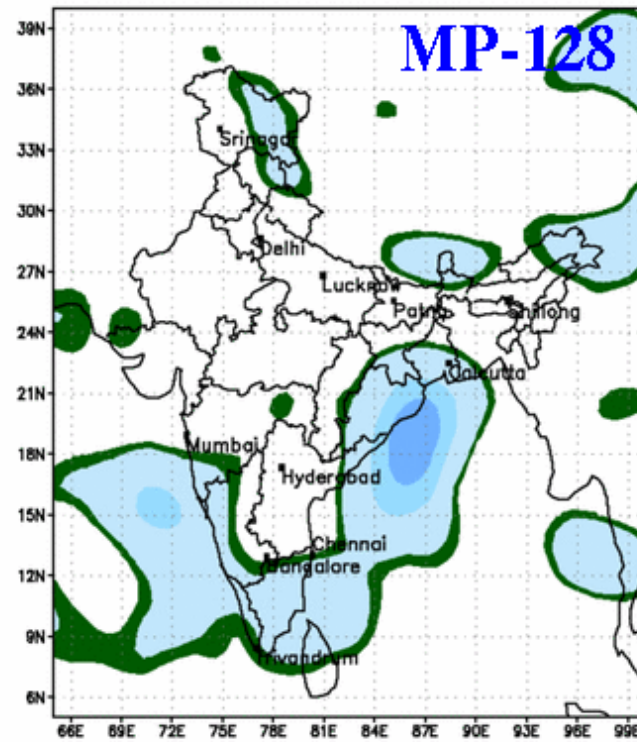 MP-128
39N
36N
33N
30N
27N
24N
21N
18N
15N
12N
9N
6N
Srinagar
Delhi
Lucknow
Patna
Shillong
Calcutta
Mumbai
Hyderabad
Chennai
Bangalore
Trivandrum
66E 69E 72E 75E 78E 81E 84E 87E 90E 93E 96E